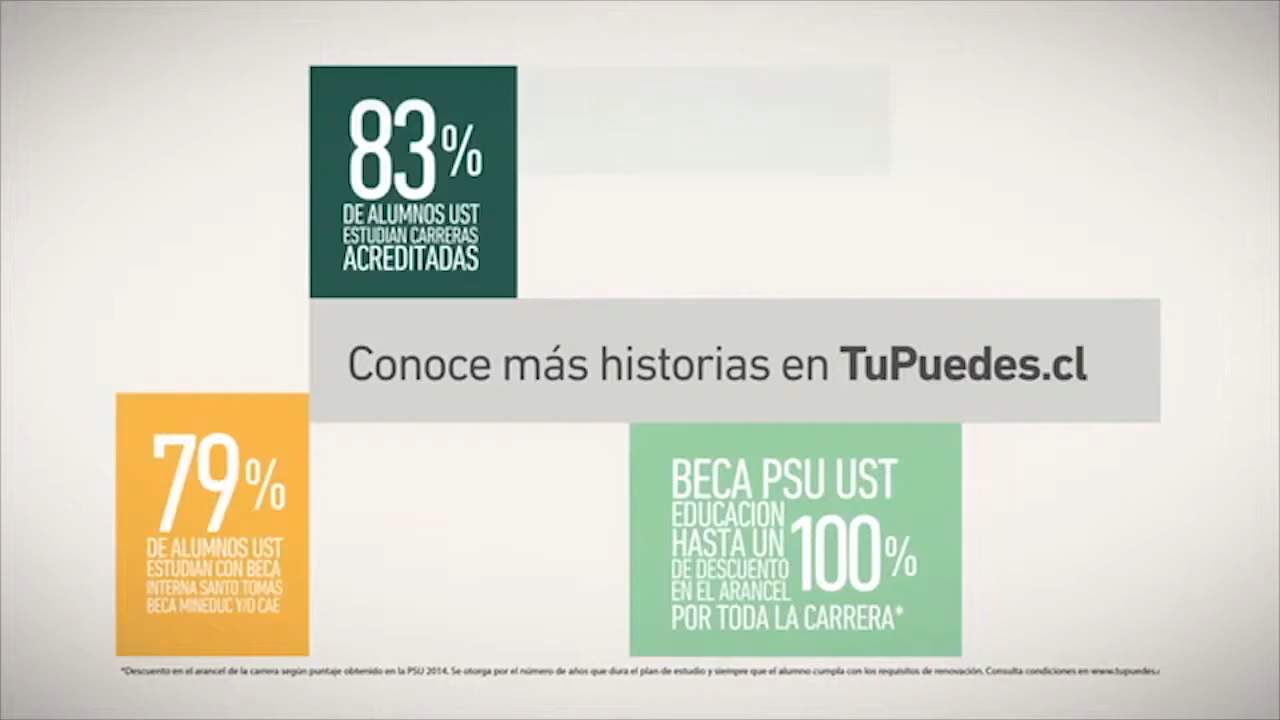 83%
DE ALUMNOS UST
ESTUDIAN CARRERAS
ACREDITADAS
Conoce más historias en TuPuedes.cl
79%
DE ALUMNOS UST
ESTUDIAN CON BECA
INTERNA SANTO TOMÁS
BECA MINEDUC Y/O CAE
BECA PSU UST
EDUCACION
HASTA UN
DE DESCUENTO
EN EL ARANCEL
100%
POR TODA LA CARRERA*
*Descuento en el arancel de la carrera según puntaje obtenido en la PSU 2014. Se otorga por el número de años que dura el plan de estudio y siempre que el alumno cumpla con los requisitos de renovación. Consulta condiciones en www.tupuedes.c